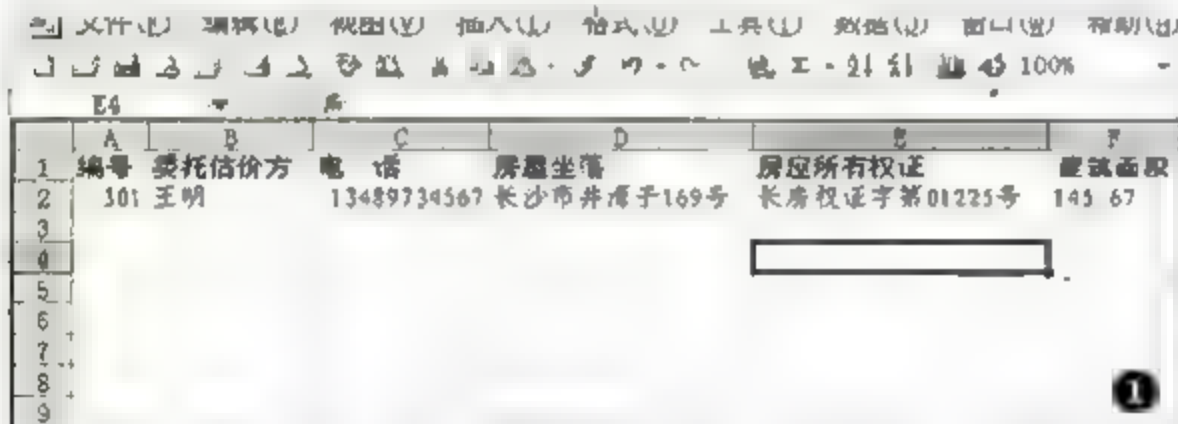 文件(E) 编辑(E) 视图(V) 插入(I) 格式(O) 工具(T) 数据(D) 窗口(W) 帮助(H
Σ 100%
E4
A B C D E F
1 编号 委托估价方 电 话 房屋坐落 房应所有权证 建筑面积
2 101 王明 13489734567 长沙市井湾子169号 长房权证字第01225号 145 67
3
4
5
6
7
8
9
1